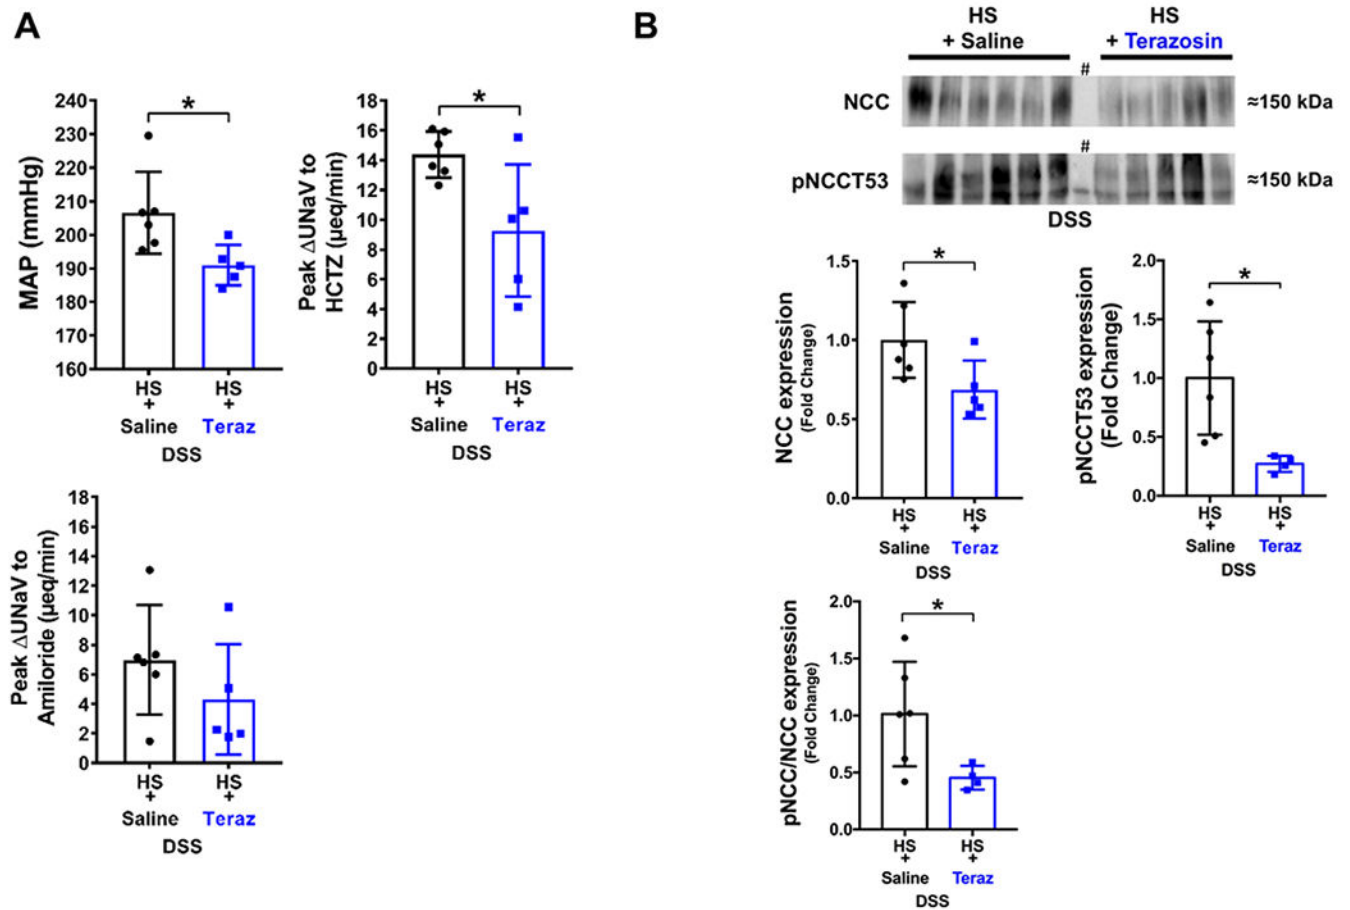 A
240
230
220
210
200
190
180
170
160
MAP (mmHg)
*
HS
+
Saline
HS
+
Teraz
DSS
18
16
14
12
10
8
6
4
2
0
Peak ΔUNaV to
HCTZ (µeq/min)
*
HS
+
Saline
HS
+
Teraz
DSS
18
16
14
12
10
8
6
4
2
0
Peak ΔUNaV to
Amiloride (µeq/min)
HS
+
Saline
HS
+
Teraz
DSS
B
HS
+ Saline
HS
+ Terazosin
#
NCC
≈150 kDa
#
pNCCT53
≈150 kDa
DSS
1.5
1.0
0.5
0.0
NCC expression
(Fold Change)
*
HS
+
Saline
HS
+
Teraz
DSS
2.0
1.5
1.0
0.5
0.0
pNCCT53 expression
(Fold Change)
*
HS
+
Saline
HS
+
Teraz
DSS
2.0
1.5
1.0
0.5
0.0
pNCC/NCC expression
(Fold Change)
*
HS
+
Saline
HS
+
Teraz
DSS